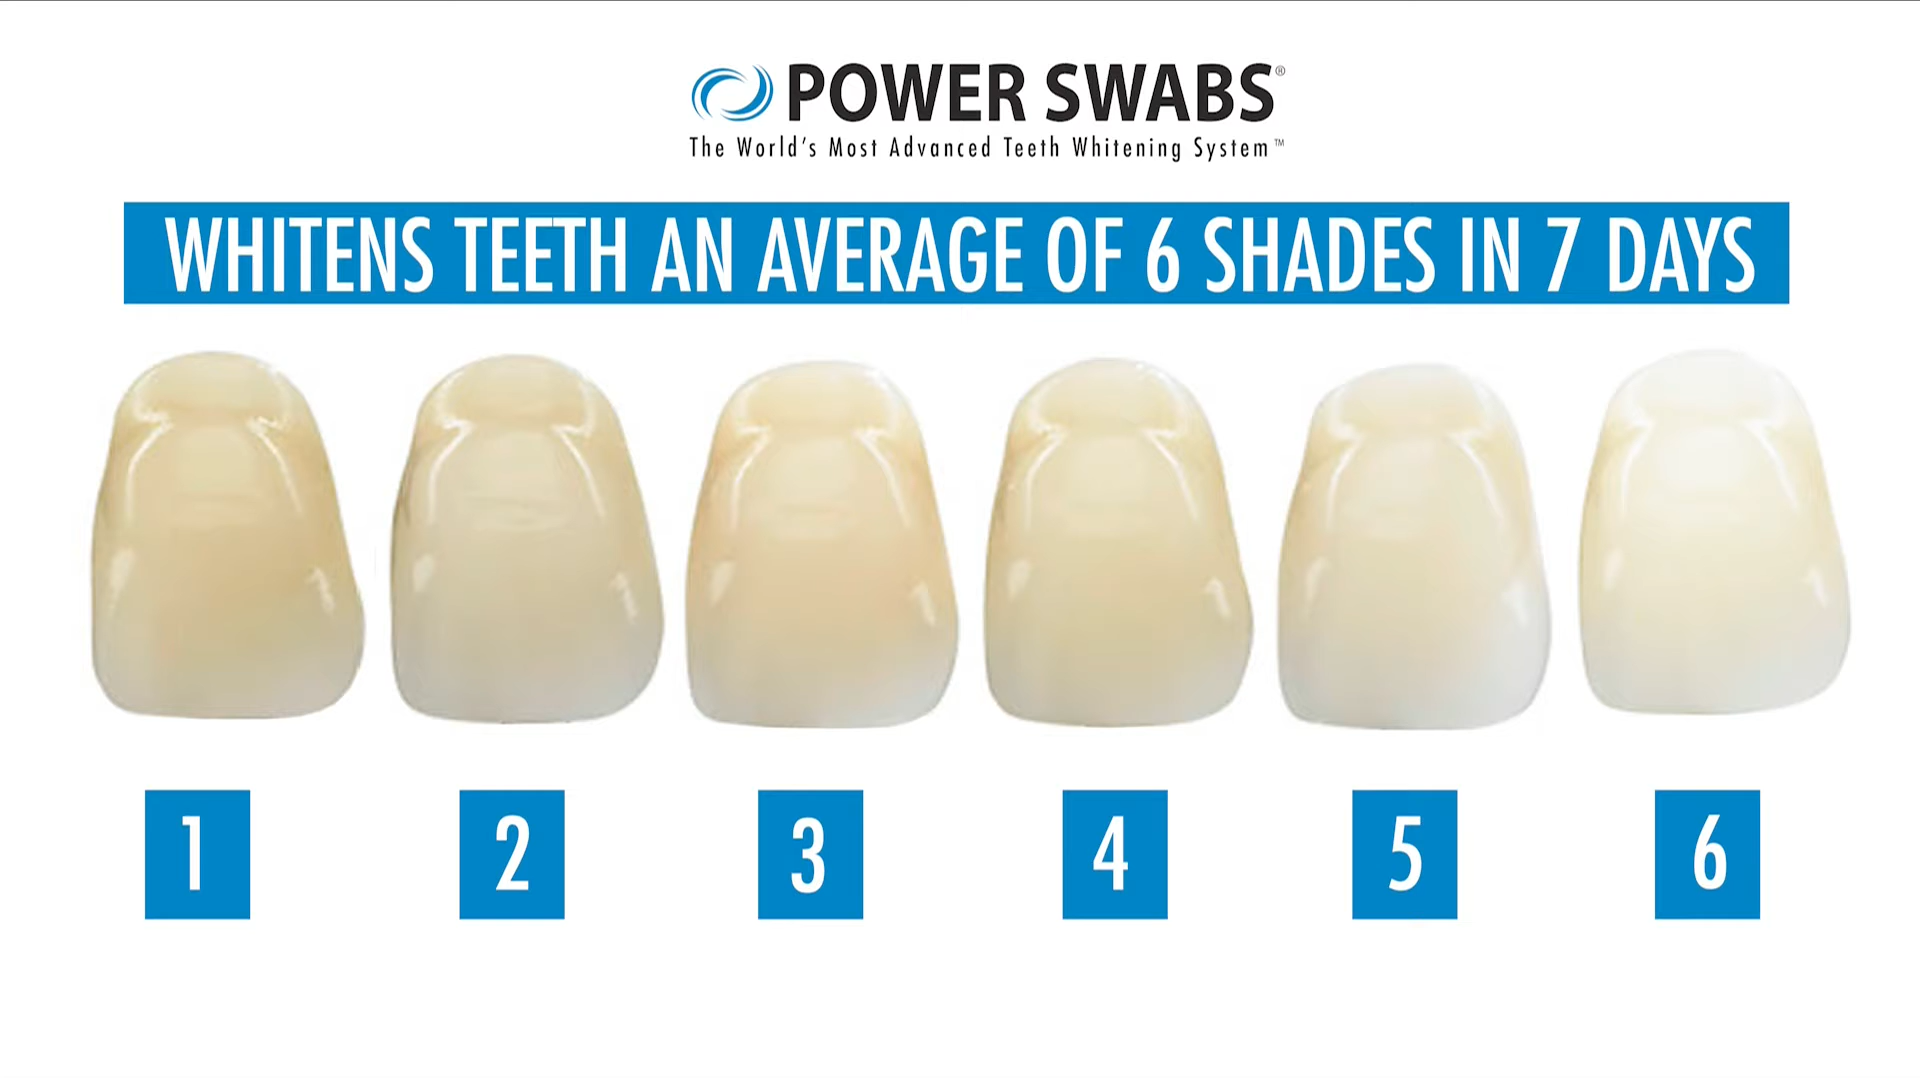 POWER SWABS®
The World's Most Advanced Teeth Whitening System™
WHITENS TEETH AN AVERAGE OF 6 SHADES IN 7 DAYS
1 2 3 4 5 6